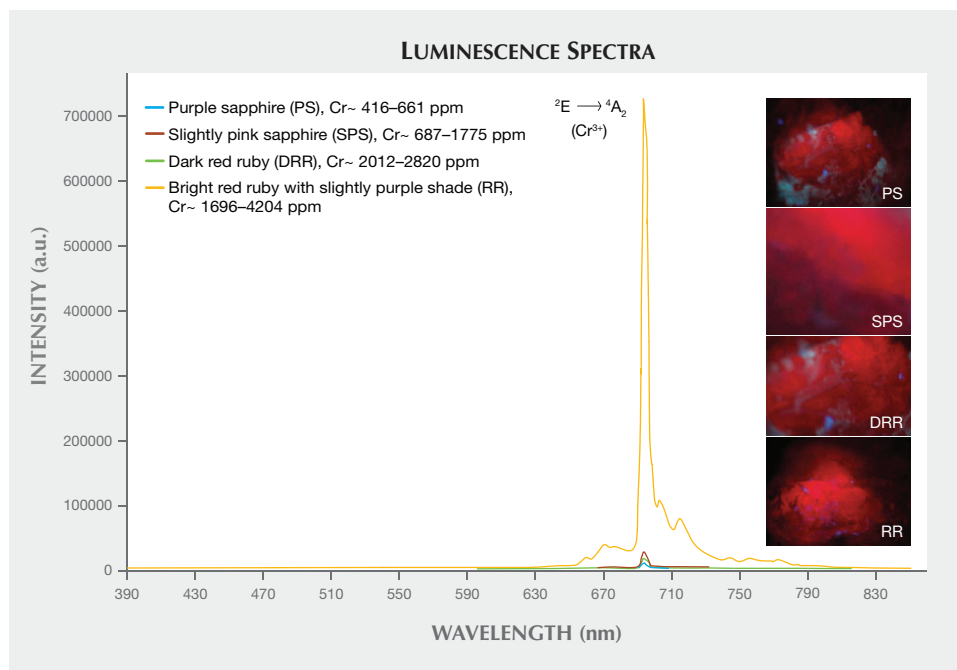 LUMINESCENCE SPECTRA
Purple sapphire (PS), Cr~ 416–661 ppm
Slightly pink sapphire (SPS), Cr~ 687–1775 ppm
Dark red ruby (DRR), Cr~ 2012–2820 ppm
Bright red ruby with slightly purple shade (RR),
Cr~ 1696–4204 ppm
²E ⟶ ⁴A₂
(Cr³⁺)
PS
SPS
DRR
RR
INTENSITY (a.u.)
700000
600000
500000
400000
300000
200000
100000
0
390 430 470 510 550 590 630 670 710 750 790 830
WAVELENGTH (nm)